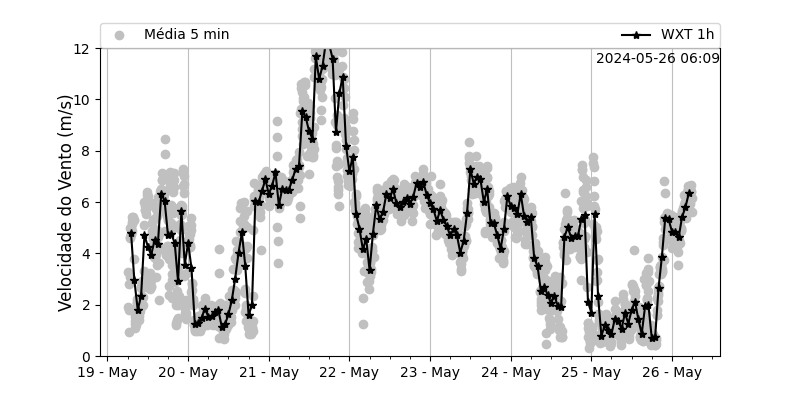 Média 5 min
WXT 1h
2024-05-26 06:09
Velocidade do Vento (m/s)
12
10
8
6
4
2
0
19 - May
20 - May
21 - May
22 - May
23 - May
24 - May
25 - May
26 - May